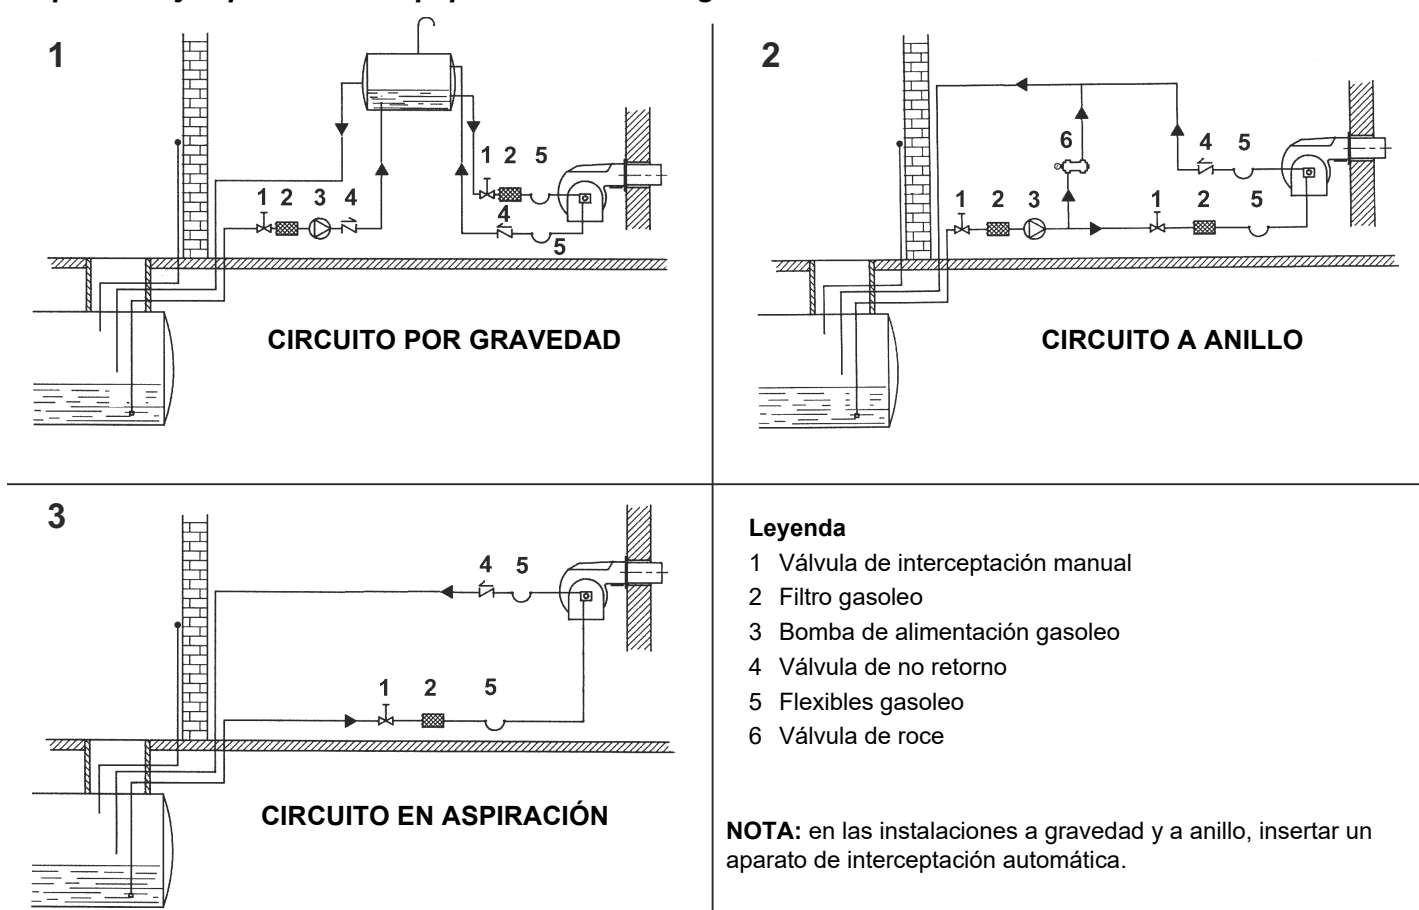 1
1 2 3 4
1 2 5
4
5
CIRCUITO POR GRAVEDAD
2
6
4 5
1 2 3
1 2 5
CIRCUITO A ANILLO
3
4 5
1 2 5
CIRCUITO EN ASPIRACIÓN
Leyenda
1 Válvula de interceptación manual
2 Filtro gasoleo
3 Bomba de alimentación gasoleo
4 Válvula de no retorno
5 Flexibles gasoleo
6 Válvula de roce
NOTA: en las instalaciones a gravedad y a anillo, insertar un
aparato de interceptación automática.